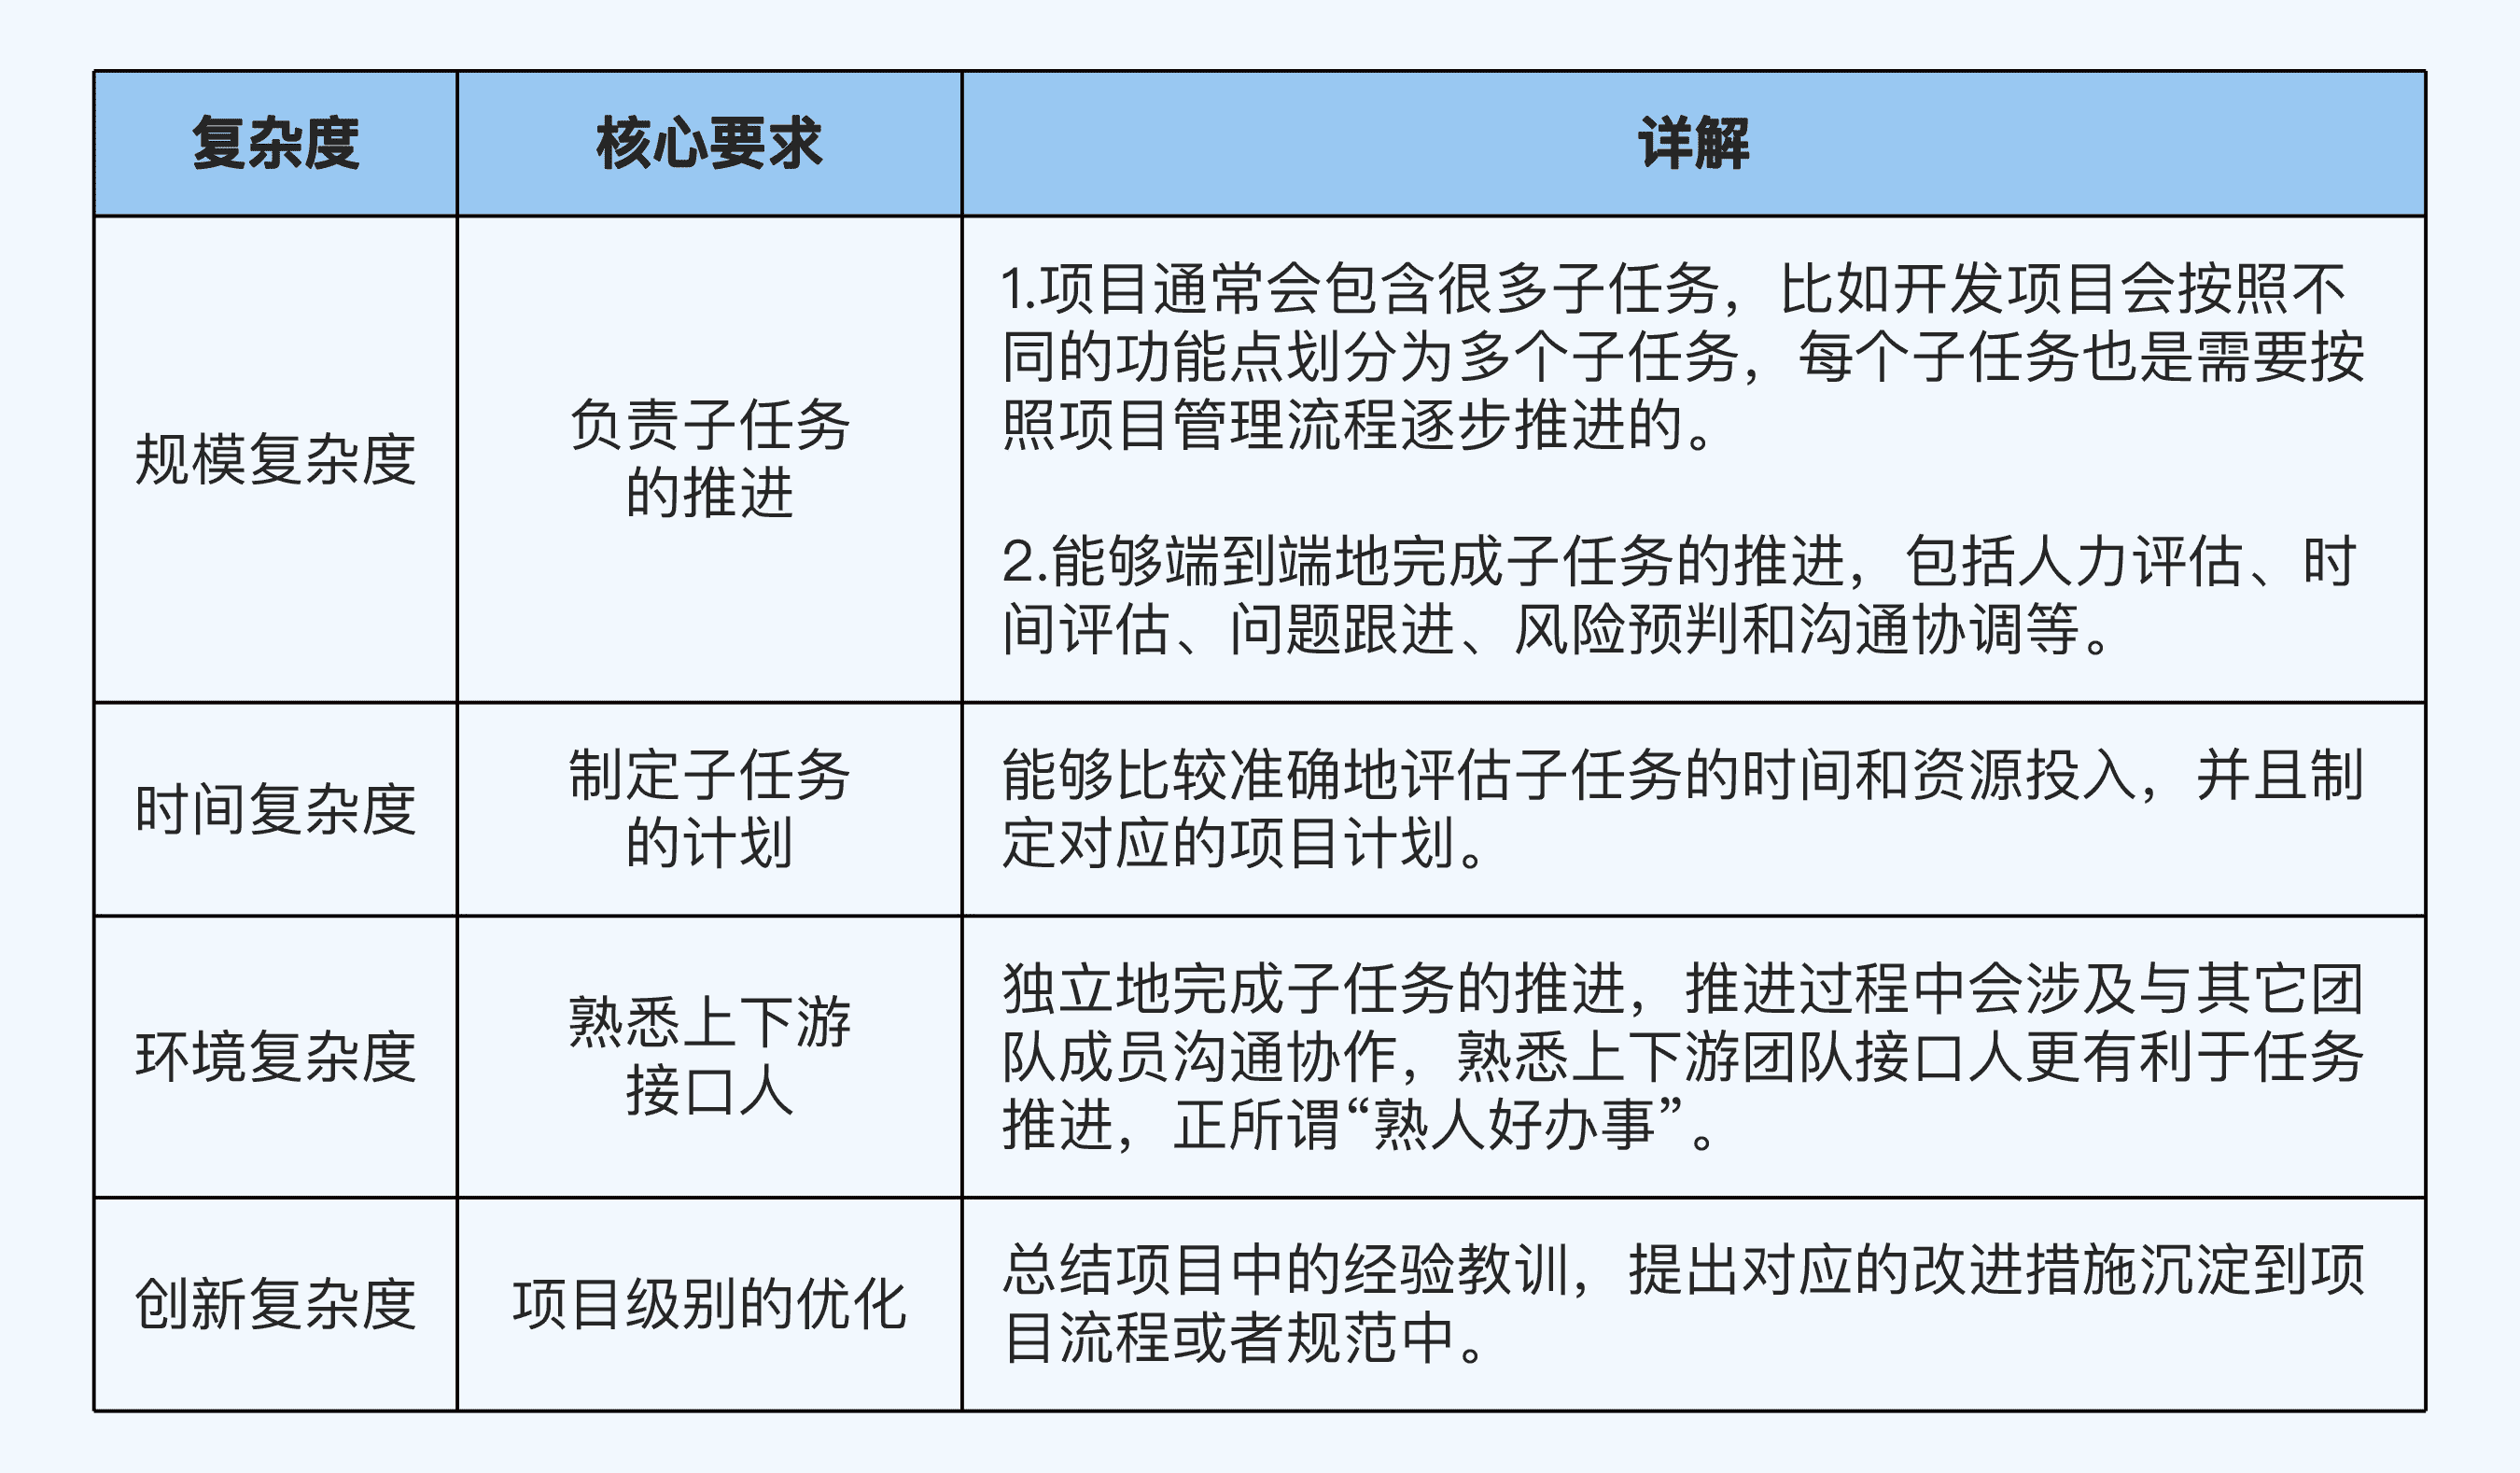 复杂度
核心要求
详解
规模复杂度
负责子任务
的推进
1.项目通常会包含很多子任务，比如开发项目会按照不
同的功能点划分为多个子任务，每个子任务也是需要按
照项目管理流程逐步推进的。
2.能够端到端地完成子任务的推进，包括人力评估、时
间评估、问题跟进、风险预判和沟通协调等。
时间复杂度
制定子任务
的计划
能够比较准确地评估子任务的时间和资源投入，并且制
定对应的项目计划。
环境复杂度
熟悉上下游
接口人
独立地完成子任务的推进，推进过程中会涉及与其它团
队成员沟通协作，熟悉上下游团队接口人更有利于任务
推进，正所谓“熟人好办事”。
创新复杂度
项目级别的优化
总结项目中的经验教训，提出对应的改进措施沉淀到项
目流程或者规范中。